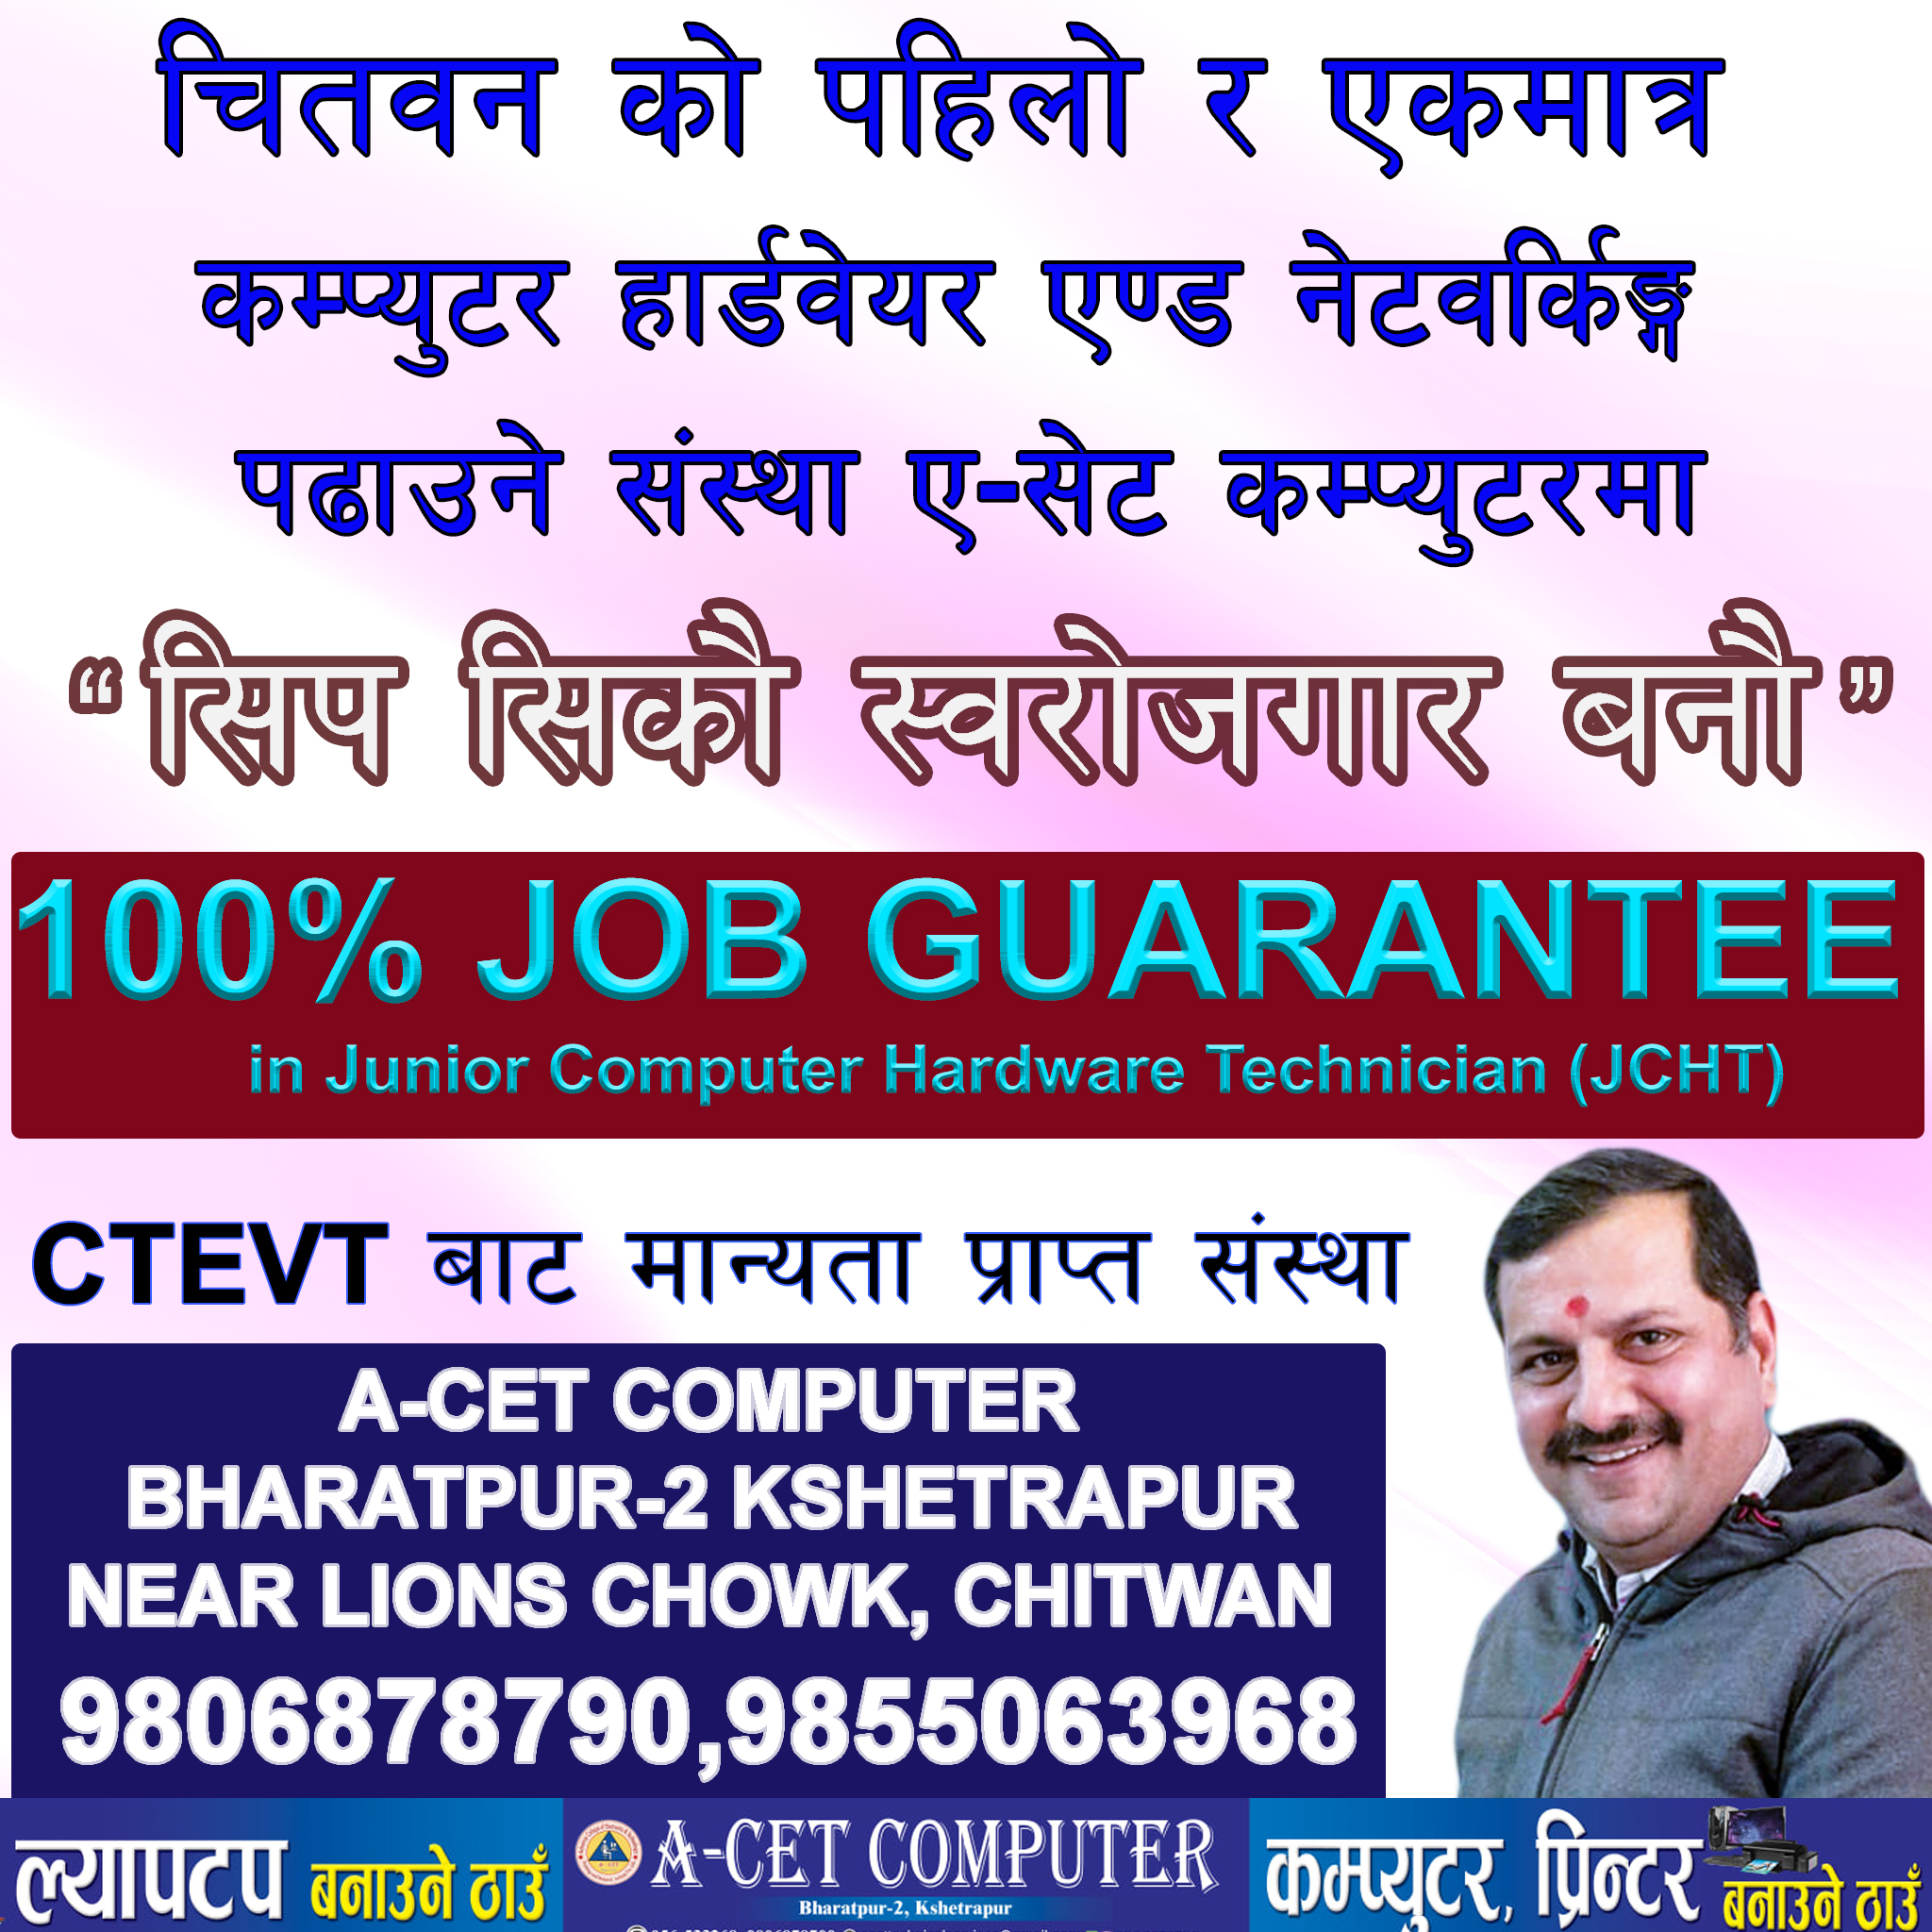 चितवन को पहिलो र एकमात्र
कम्प्युटर हार्डवेयर एण्ड नेटवर्किङ्ग
पढाउने संस्था ए-सेट कम्प्युटरमा
“सिप सिकौ स्वरोजगार बनौ”
100% JOB GUARANTEE
in Junior Computer Hardware Technician (JCHT)
CTEVT बाट मान्यता प्राप्त संस्था
A-CET COMPUTER
BHARATPUR-2 KSHETRAPUR
NEAR LIONS CHOWK, CHITWAN
9806878790,9855063968
ल्यापटप बनाउने ठाउँ
A-CET COMPUTER
Bharatpur-2, Kshetrapur
कम्प्युटर, प्रिन्टर बनाउने ठाउँ